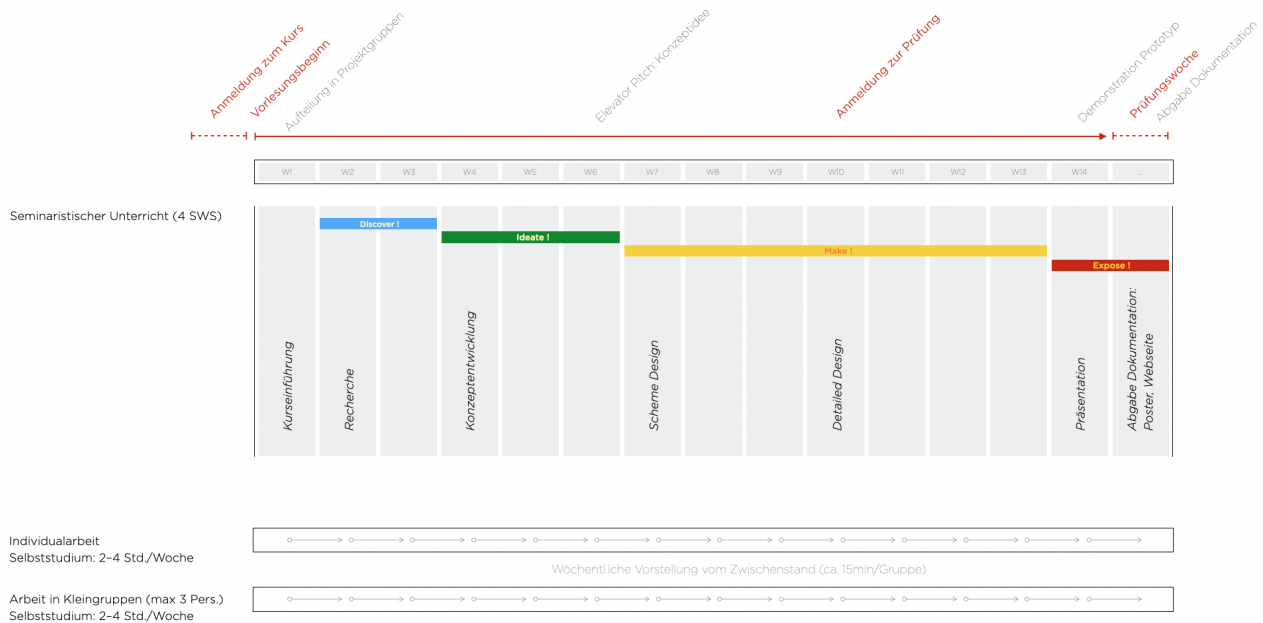 Anmeldung zum Kurs
Vorlesungsbeginn
Aufteilung in Projektgruppen
Elevator Pitch: Konzeptidee
Anmeldung zur Prüfung
Demonstration Prototyp
Prüfungswoche
Abgabe Dokumentation
W1 W2 W3 W4 W5 W6 W7 W8 W9 W10 W11 W12 W13 W14 ...
Seminaristischer Unterricht (4 SWS)
Discover !
Ideate !
Make !
Expose !
Kurseinführung
Recherche
Konzeptentwicklung
Scheme Design
Detailed Design
Präsentation
Abgabe Dokumentation:
Poster, Webseite
Individualarbeit
Selbststudium: 2–4 Std./Woche
Wöchentliche Vorstellung vom Zwischenstand (ca. 15min/Gruppe)
Arbeit in Kleingruppen (max 3 Pers.)
Selbststudium: 2–4 Std./Woche